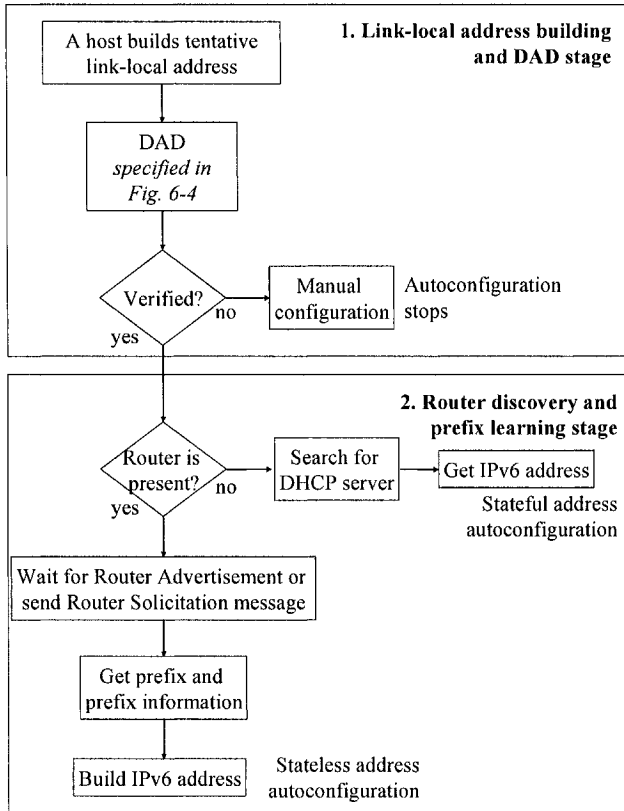 1. Link-local address building
and DAD stage
A host builds tentative
link-local address
DAD
specified in
Fig. 6-4
Verified?
yes
no
Manual
configuration
Autoconfiguration
stops
2. Router discovery and
prefix learning stage
Router is
present?
yes
no
Search for
DHCP server
Get IPv6 address
Stateful address
autoconfiguration
Wait for Router Advertisement or
send Router Solicitation message
Get prefix and
prefix information
Build IPv6 address
Stateless address
autoconfiguration